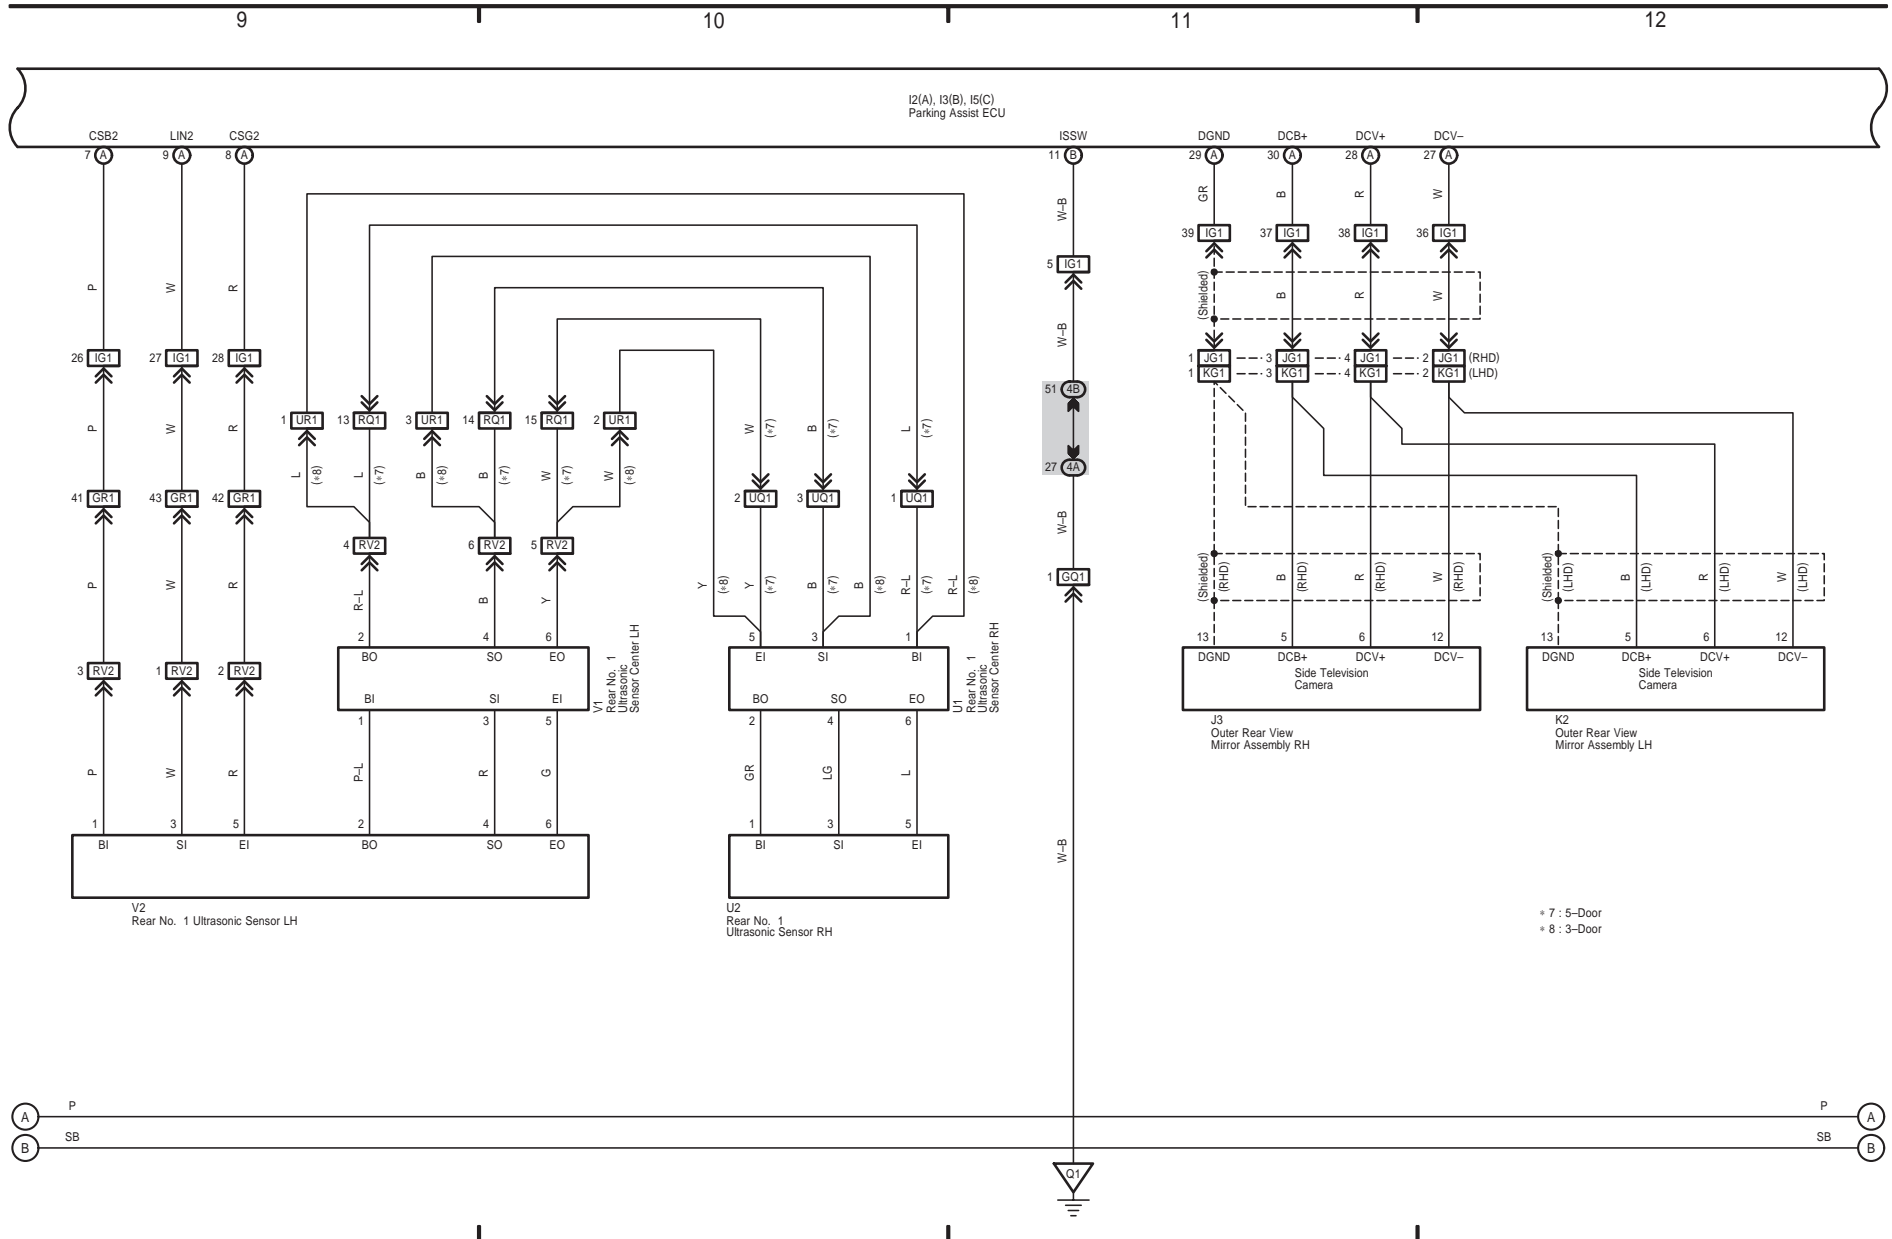 9 10 11 12
I2(A), I3(B), I5(C)
Parking Assist ECU
CSB2 LIN2 CSG2 ISSW DGND DCB+ DCV+ DCV–
7 A 9 A 8 A 11 B 29 A 30 A 28 A 27 A
W–B GR B R W
39 IG1 37 IG1 38 IG1 36 IG1
5 IG1
P W R (Shielded) B R W
W–B
26 IG1 27 IG1 28 IG1 1 JG1 3 JG1 4 JG1 2 JG1 (RHD)
1 KG1 3 KG1 4 KG1 2 KG1 (LHD)
51 4B
1 UR1 13 RQ1 3 UR1 14 RQ1 15 RQ1 2 UR1
P W R W (*7) B (*7) L (*7)
27 4A
L (*8) L (*7) B (*8) B (*7) W (*7) W (*8)
41 GR1 43 GR1 42 GR1 2 UQ1 3 UQ1 1 UQ1
W–B
4 RV2 6 RV2 5 RV2
1 GQ1
P W R Y (*8) Y (*7) B (*7) B (*8) R–L (*7) R–L (*8)
(Shielded) (RHD) B (RHD) R (RHD) W (RHD) (Shielded) (LHD) B (LHD) R (LHD) W (LHD)
R–L B Y
2 4 6 5 3 1 13 5 6 12 13 5 6 12
BO SO EO EI SI BI DGND DCB+ DCV+ DCV– DGND DCB+ DCV+ DCV–
3 RV2 1 RV2 2 RV2
Side Television
Camera
Side Television
Camera
BI SI EI BO SO EO
V1
Rear No. 1
Ultrasonic
Sensor Center LH
U1
Rear No. 1
Ultrasonic
Sensor Center RH
1 3 5 2 4 6
J3
Outer Rear View
Mirror Assembly RH
K2
Outer Rear View
Mirror Assembly LH
P W R P–L R G GR LG L
1 3 5 2 4 6 1 3 5
BI SI EI BO SO EO BI SI EI
W–B
V2
Rear No. 1 Ultrasonic Sensor LH
U2
Rear No. 1
Ultrasonic Sensor RH
* 7 : 5–Door
* 8 : 3–Door
A P P A
B SB SB B
Q1